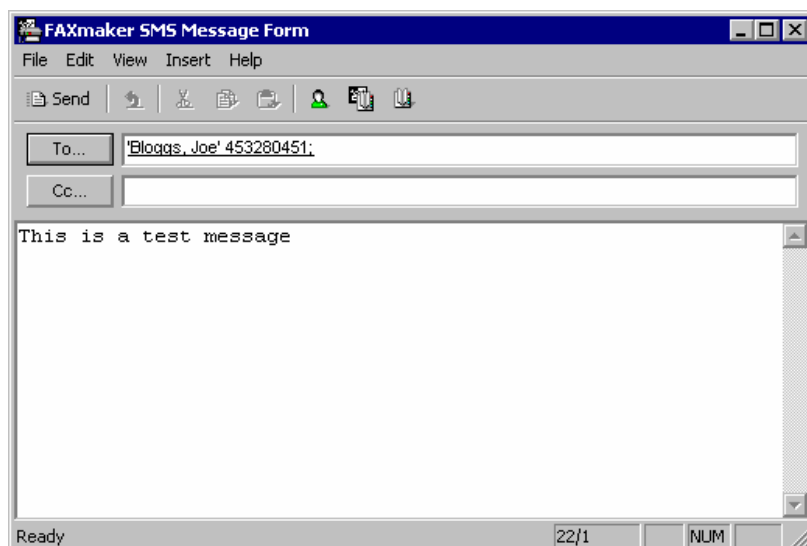 FAXmaker SMS Message Form
File Edit View Insert Help
Send
To... 'Bloggs, Joe' 453280451;
Cc...
This is a test message
Ready 22/1 NUM